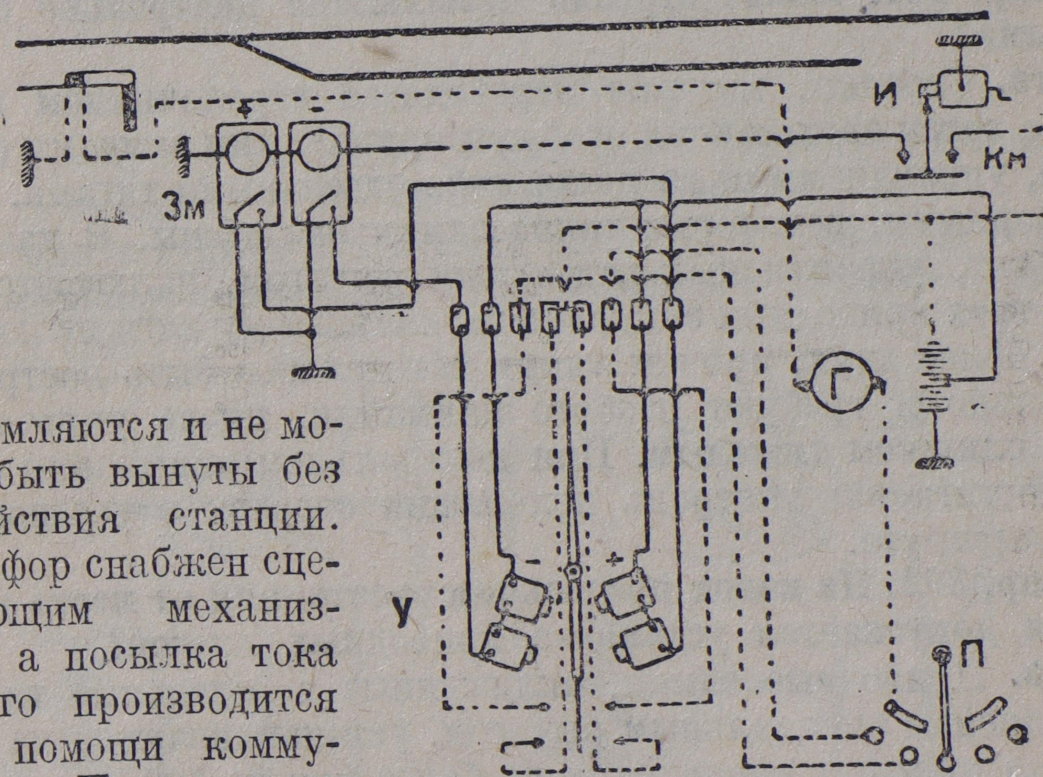 + -
И
Км
Зм
Г
- +
У
П
мляются и не мо-
быть вынуты без
йствия станции.
фор снабжен сце-
ющим механиз-
а посылка тока
го производится
помощи комму-